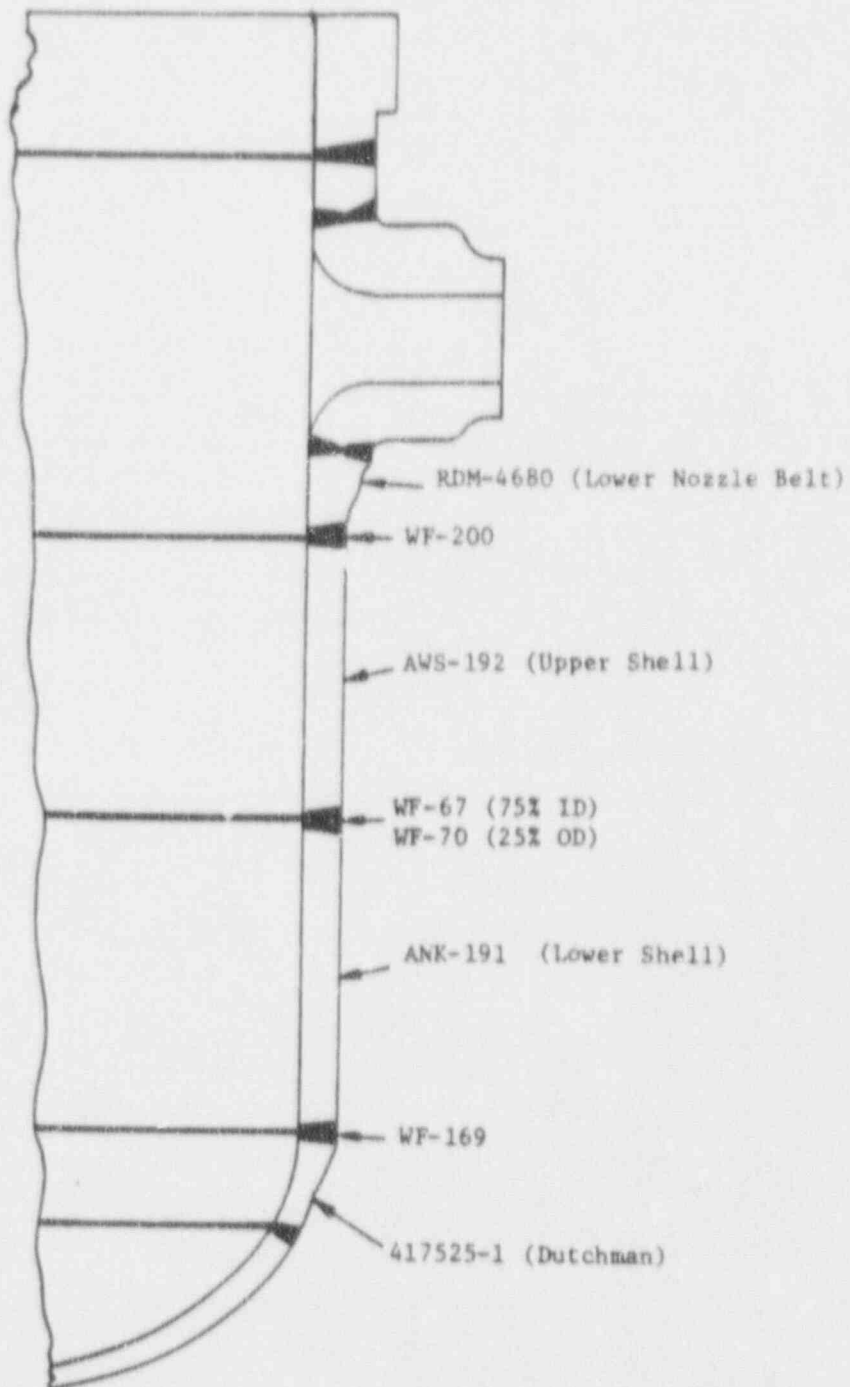 RDM-4680 (Lower Nozzle Belt)
WF-200
AWS-192 (Upper Shell)
WF-67 (75% ID)
WF-70 (25% OD)
ANK-191 (Lower Shell)
WF-169
417525-1 (Dutchman)